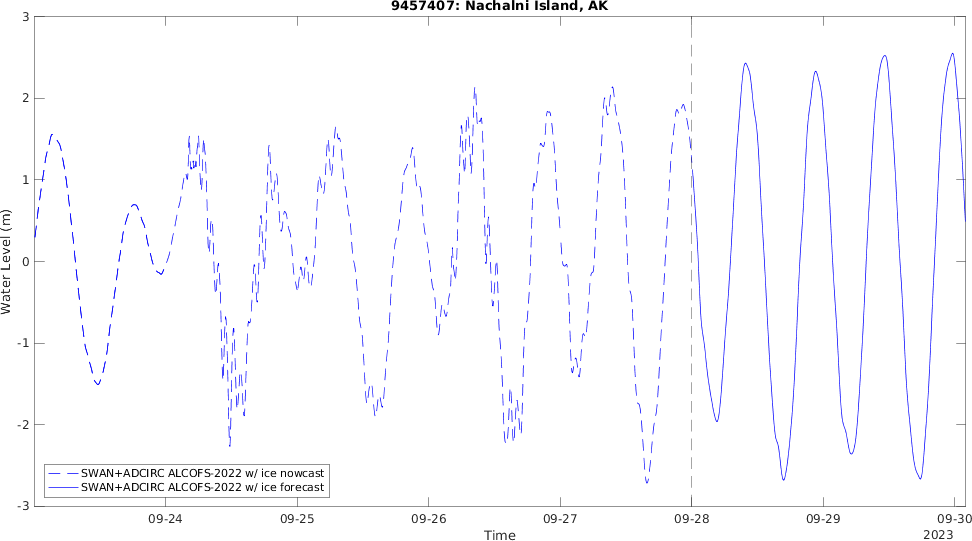 9457407: Nachalni Island, AK
3
2
1
0
-1
-2
-3
Water Level (m)
SWAN+ADCIRC ALCOFS-2022 w/ ice nowcast
SWAN+ADCIRC ALCOFS-2022 w/ ice forecast
09-24 09-25 09-26 09-27 09-28 09-29 09-30
Time
2023